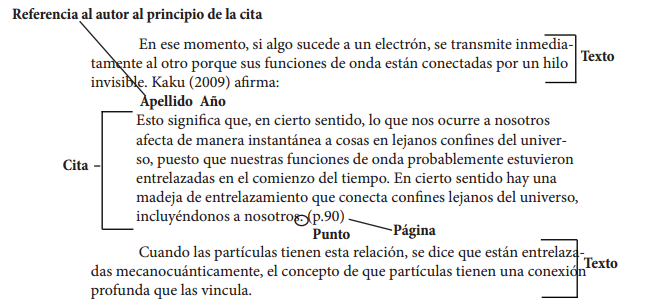 Referencia al autor al principio de la cita
En ese momento, si algo sucede a un electrón, se transmite inmedia-
tamente al otro porque sus funciones de onda están conectadas por un hilo
invisible. Kaku (2009) afirma:
Texto
Apellido Año
Esto significa que, en cierto sentido, lo que nos ocurre a nosotros
afecta de manera instantánea a cosas en lejanos confines del univer-
so, puesto que nuestras funciones de onda probablemente estuvieron
entrelazadas en el comienzo del tiempo. En cierto sentido hay una
madeja de entrelazamiento que conecta confines lejanos del universo,
incluyéndonos a nosotros. (p.90)
Cita
Punto
Página
Cuando las partículas tienen esta relación, se dice que están entrelaza-
das mecanocuánticamente, el concepto de que partículas tienen una conexión
profunda que las vincula.
Texto